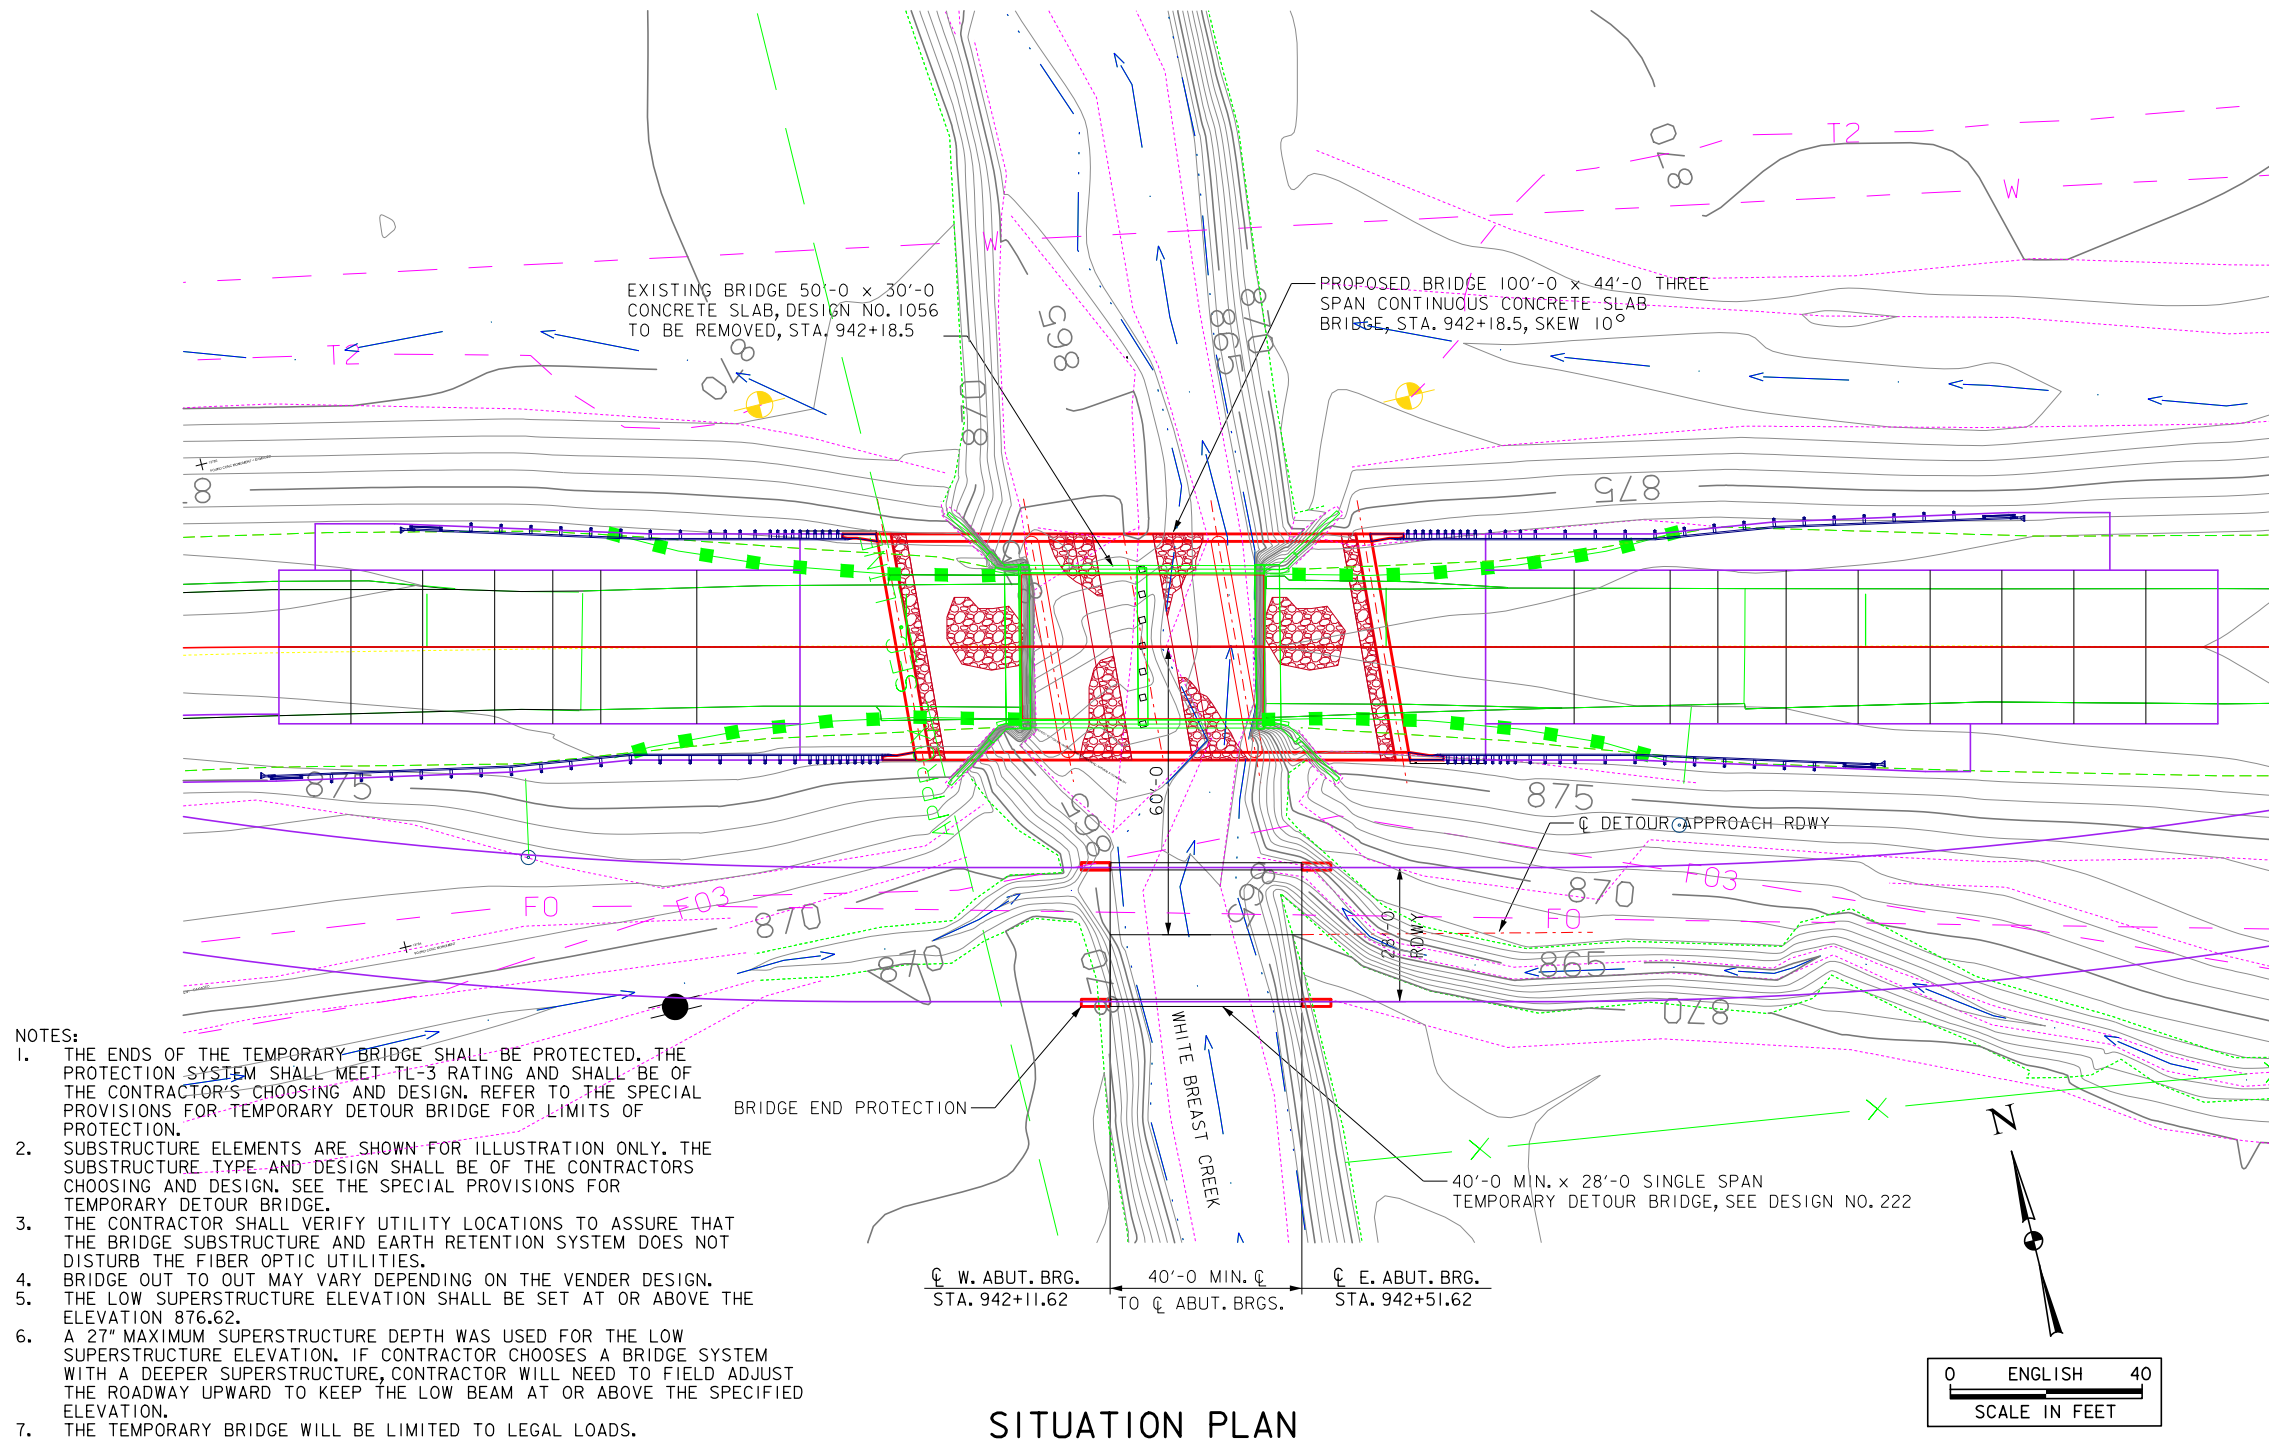 T2
W
870
W
EXISTING BRIDGE 50'-0 x 30'-0
CONCRETE SLAB, DESIGN NO. 1056
TO BE REMOVED, STA. 942+18.5
PROPOSED BRIDGE 100'-0 x 44'-0 THREE
SPAN CONTINUOUS CONCRETE SLAB
BRIDGE, STA. 942+18.5, SKEW 10°
T2
870
865
865
870
870
8
875
875
875
865
60'-0
℄ DETOUR APPROACH RDWY
FO
FO3
870
870
865
870
FO3
FO
870
865
870
28'-0
RDWY
870
WHITE BREAST CREEK
BRIDGE END PROTECTION
40'-0 MIN. x 28'-0 SINGLE SPAN
TEMPORARY DETOUR BRIDGE, SEE DESIGN NO. 222
℄ W. ABUT. BRG.
STA. 942+11.62
40'-0 MIN. ℄
TO ℄ ABUT. BRGS.
℄ E. ABUT. BRG.
STA. 942+51.62
N
NOTES:
1. THE ENDS OF THE TEMPORARY BRIDGE SHALL BE PROTECTED. THE
PROTECTION SYSTEM SHALL MEET TL-3 RATING AND SHALL BE OF
THE CONTRACTOR'S CHOOSING AND DESIGN. REFER TO THE SPECIAL
PROVISIONS FOR TEMPORARY DETOUR BRIDGE FOR LIMITS OF
PROTECTION.
2. SUBSTRUCTURE ELEMENTS ARE SHOWN FOR ILLUSTRATION ONLY. THE
SUBSTRUCTURE TYPE AND DESIGN SHALL BE OF THE CONTRACTORS
CHOOSING AND DESIGN. SEE THE SPECIAL PROVISIONS FOR
TEMPORARY DETOUR BRIDGE.
3. THE CONTRACTOR SHALL VERIFY UTILITY LOCATIONS TO ASSURE THAT
THE BRIDGE SUBSTRUCTURE AND EARTH RETENTION SYSTEM DOES NOT
DISTURB THE FIBER OPTIC UTILITIES.
4. BRIDGE OUT TO OUT MAY VARY DEPENDING ON THE VENDER DESIGN.
5. THE LOW SUPERSTRUCTURE ELEVATION SHALL BE SET AT OR ABOVE THE
ELEVATION 876.62.
6. A 27" MAXIMUM SUPERSTRUCTURE DEPTH WAS USED FOR THE LOW
SUPERSTRUCTURE ELEVATION. IF CONTRACTOR CHOOSES A BRIDGE SYSTEM
WITH A DEEPER SUPERSTRUCTURE, CONTRACTOR WILL NEED TO FIELD ADJUST
THE ROADWAY UPWARD TO KEEP THE LOW BEAM AT OR ABOVE THE SPECIFIED
ELEVATION.
7. THE TEMPORARY BRIDGE WILL BE LIMITED TO LEGAL LOADS.
SITUATION PLAN
0 ENGLISH 40
SCALE IN FEET